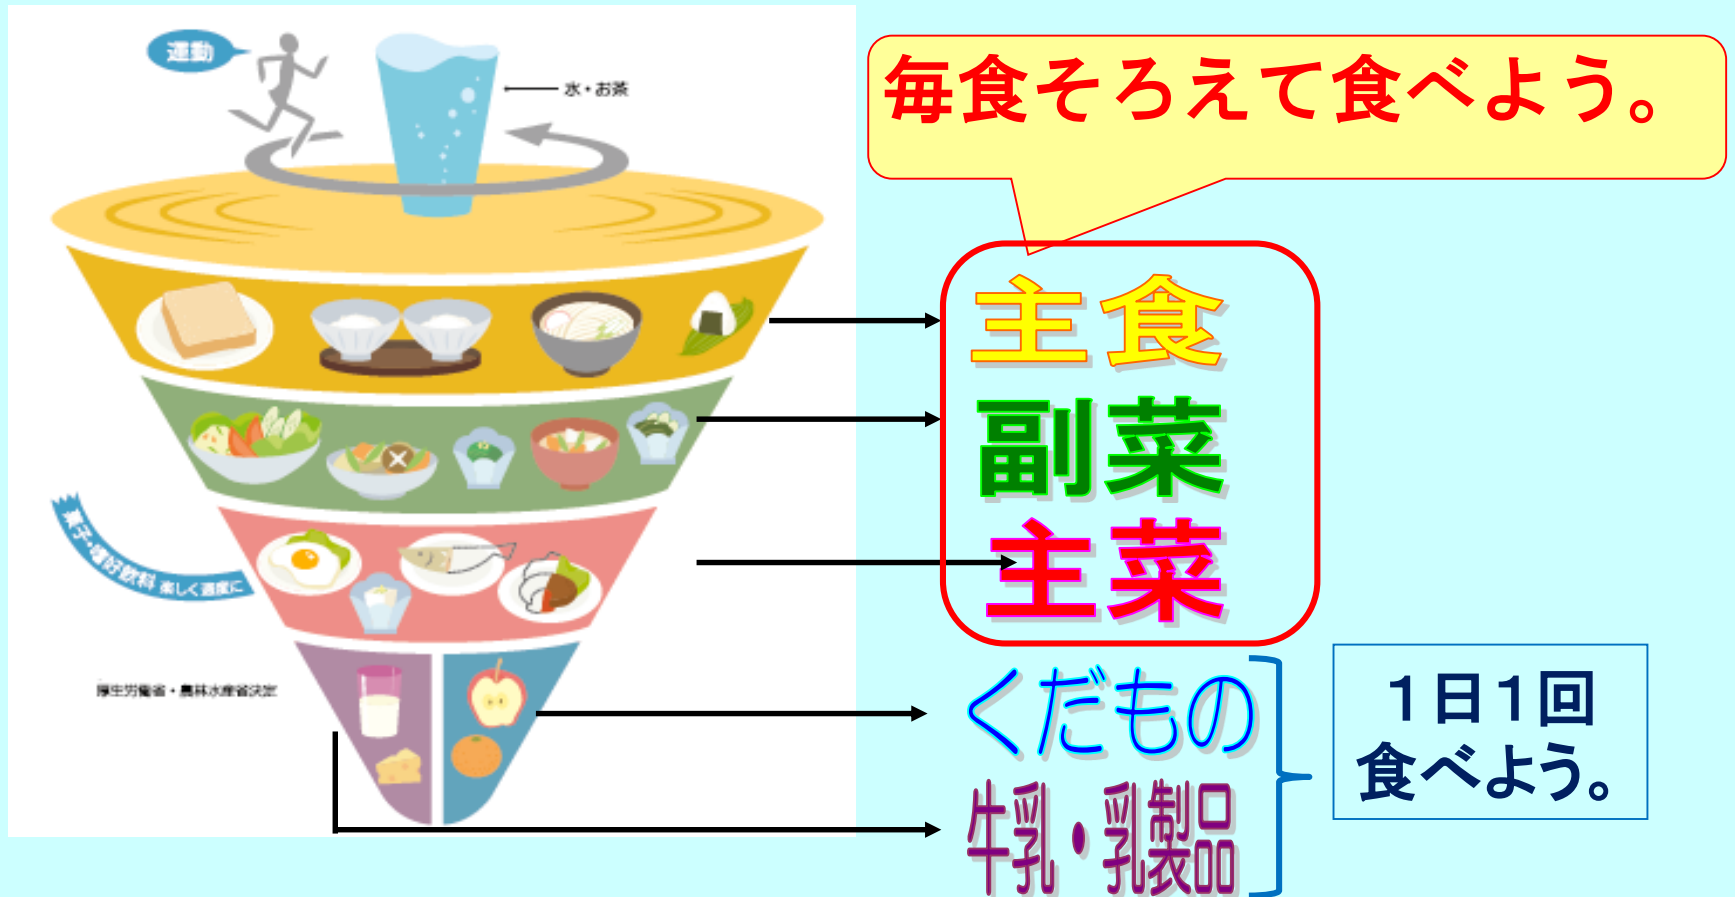 運動
水・お茶
毎食そろえて食べよう。
主食
副菜
主菜
菓子・嗜好飲料 楽しく適度に
厚生労働省・農林水産省決定
くだもの
牛乳・乳製品
1日1回
食べよう。